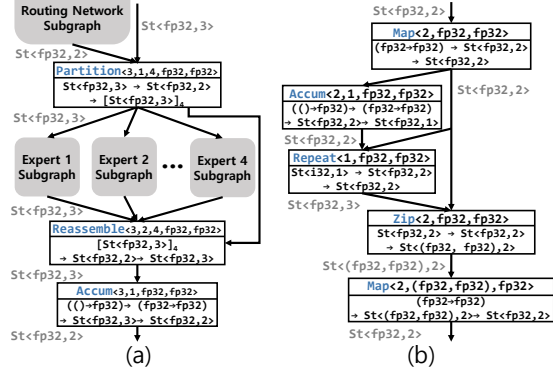 Routing Network
Subgraph
St<fp32,3>
St<fp32,2>
Partition<3,1,4,fp32,fp32>
St<fp32,3> → St<fp32,2>
→ [St<fp32,3>]₄
St<fp32,3>
Expert 1
Subgraph
Expert 2
Subgraph
•••
Expert 4
Subgraph
St<fp32,3>
Reassemble<3,2,4,fp32,fp32>
[St<fp32,3>]₄
→ St<fp32,2>→ St<fp32,3>
St<fp32,3>
Accum<3,1,fp32,fp32>
(()→fp32)→ (fp32→fp32)
→ St<fp32,3>→ St<fp32,2>
St<fp32,2>
(a)
St<fp32,2>
Map<2,fp32,fp32>
(fp32→fp32) → St<fp32,2>
→ St<fp32,2>
St<fp32,2>
Accum<2,1,fp32,fp32>
(()→fp32)→ (fp32→fp32)
→ St<fp32,2>→ St<fp32,1>
St<fp32,2>
Repeat<1,fp32,fp32>
St<i32,1> → St<fp32,2>
→ St<fp32,2>
St<fp32,3>
Zip<2,fp32,fp32>
St<fp32,2> → St<fp32,2>
→ St<(fp32, fp32),2>
St<(fp32,fp32),2>
Map<2,(fp32,fp32),fp32>
(fp32→fp32)
→ St<(fp32,fp32),2>→ St<fp32,2>
St<fp32,2>
(b)